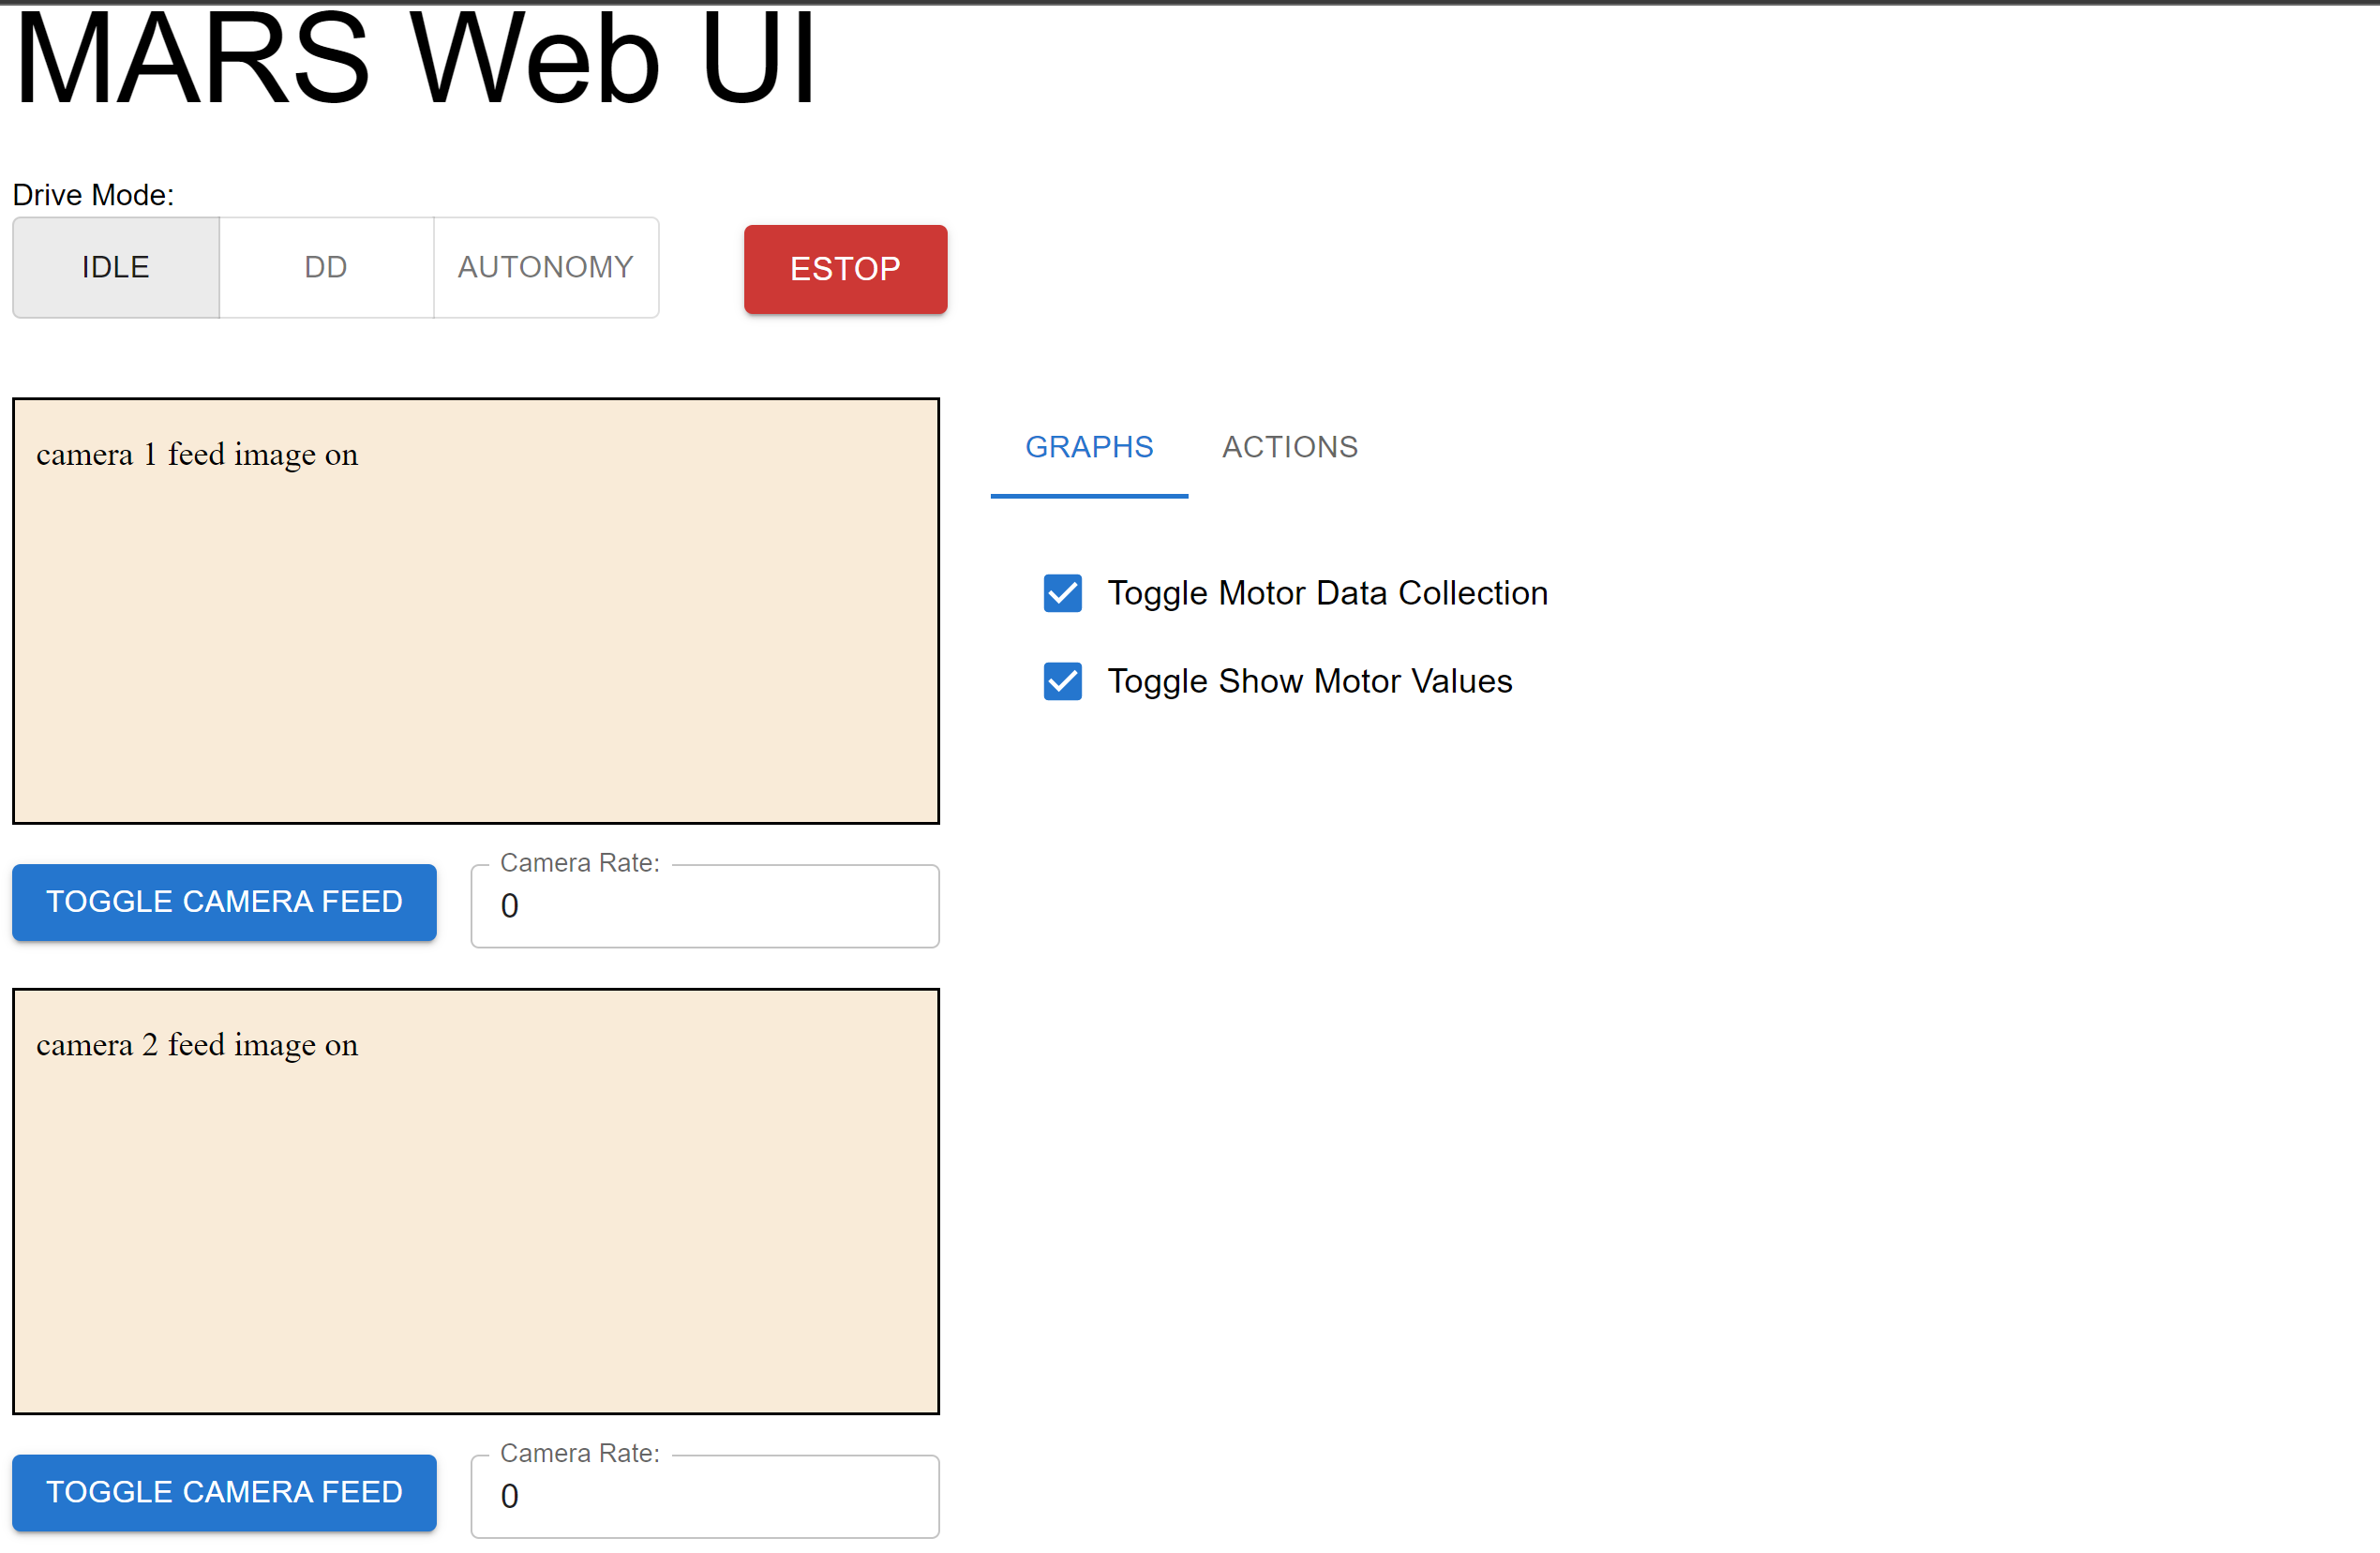 MARS Web UI
Drive Mode:
IDLE DD AUTONOMY ESTOP
camera 1 feed image on
TOGGLE CAMERA FEED
Camera Rate:
0
camera 2 feed image on
TOGGLE CAMERA FEED
Camera Rate:
0
GRAPHS ACTIONS
Toggle Motor Data Collection
Toggle Show Motor Values